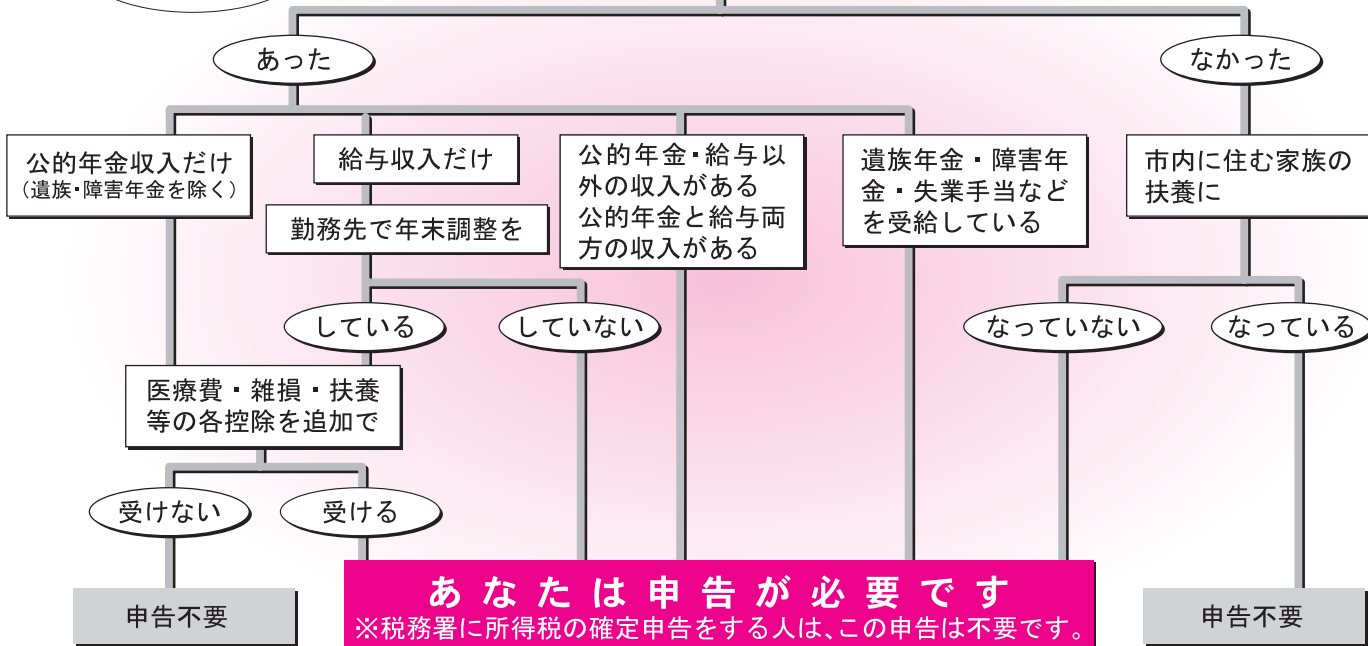 あった
なかった
公的年金収入だけ
（遺族・障害年金を除く）
給与収入だけ
公的年金・給与以
外の収入がある
公的年金と給与両
方の収入がある
遺族年金・障害年
金・失業手当など
を受給している
市内に住む家族の
扶養に
勤務先で年末調整を
している
していない
なっていない
なっている
医療費・雑損・扶養
等の各控除を追加で
受けない
受ける
申告不要
あなたは申告が必要です
※税務署に所得税の確定申告をする人は、この申告は不要です。
申告不要